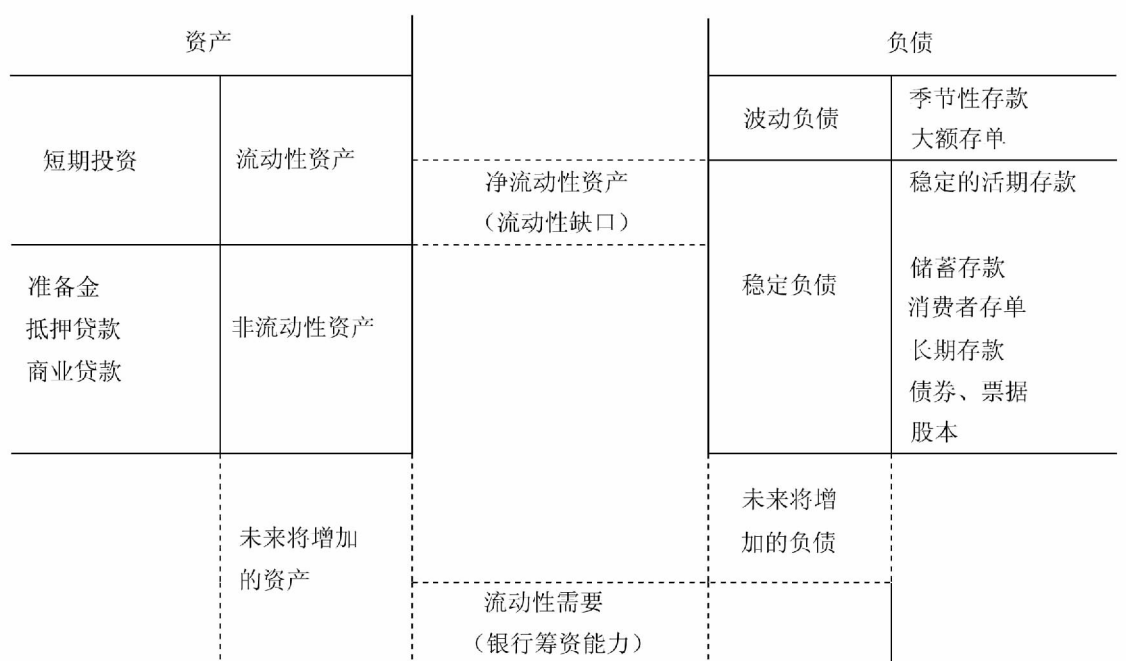 资产
负债
短期投资
流动性资产
净流动性资产
（流动性缺口）
波动负债
季节性存款
大额存单
稳定的活期存款
准备金
抵押贷款
商业贷款
非流动性资产
稳定负债
储蓄存款
消费者存单
长期存款
债券、票据
股本
未来将增加
的资产
未来将增
加的负债
流动性需要
（银行筹资能力）